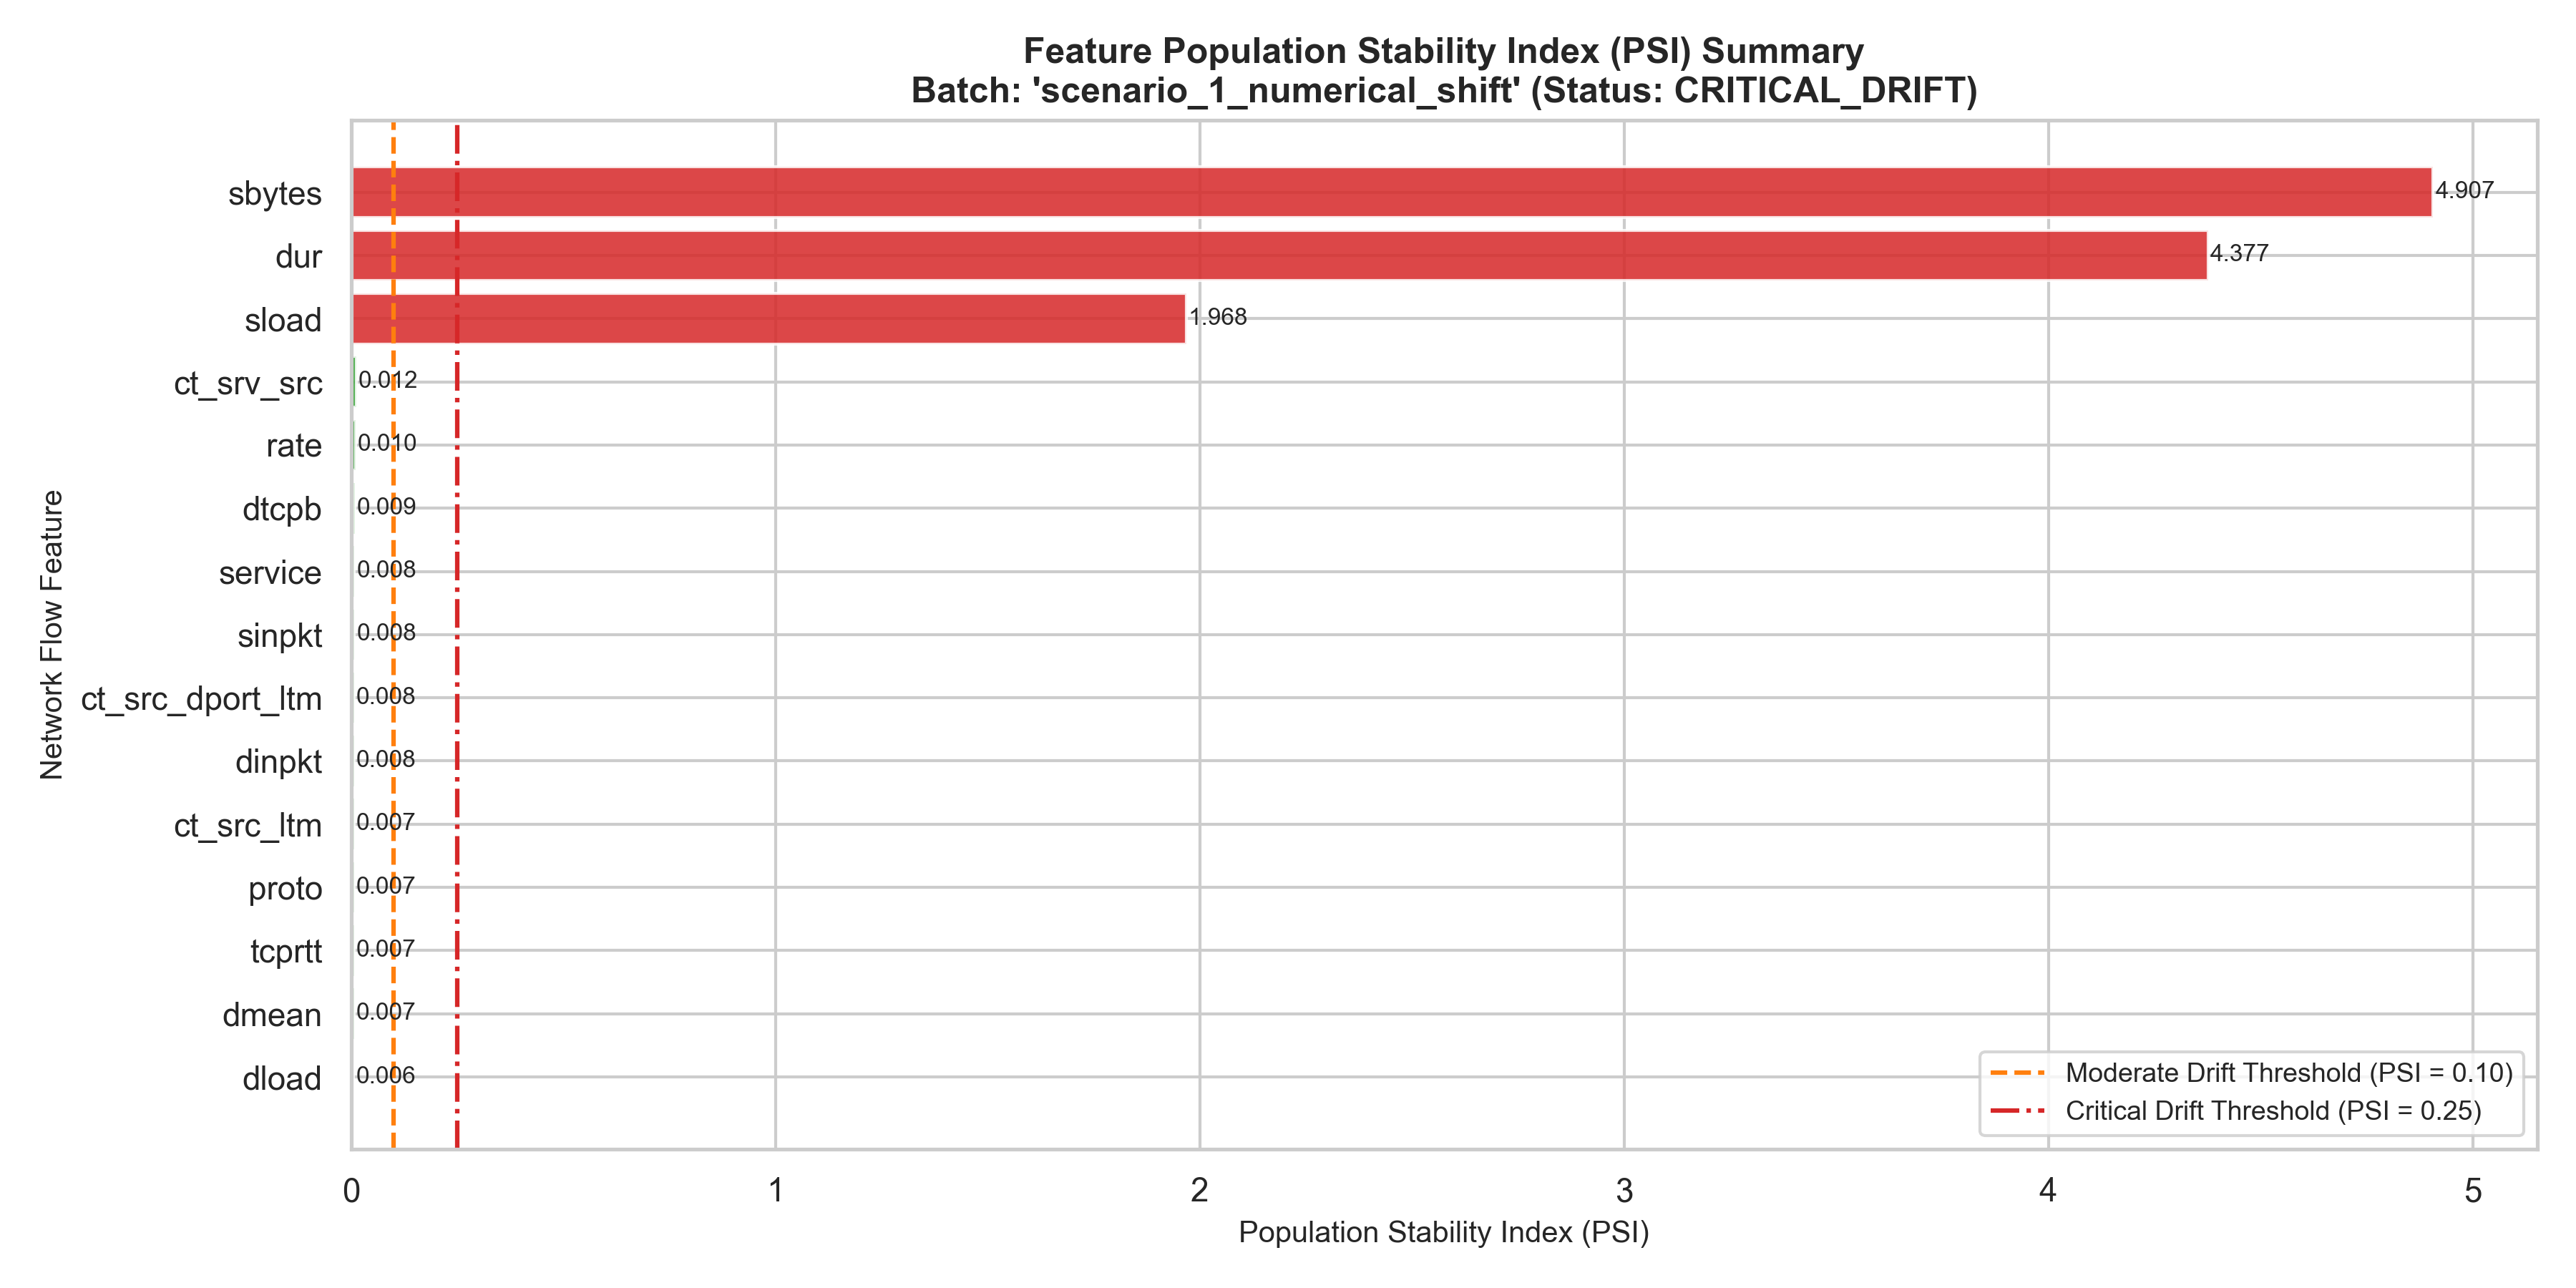 Feature Population Stability Index (PSI) Summary
Batch: 'scenario_1_numerical_shift' (Status: CRITICAL_DRIFT)
Network Flow Feature
sbytes 4.907
dur 4.377
sload 1.968
ct_srv_src 0.012
rate 0.010
dtcpb 0.009
service 0.008
sinpkt 0.008
ct_src_dport_ltm 0.008
dinpkt 0.008
ct_src_ltm 0.007
proto 0.007
tcprtt 0.007
dmean 0.007
dload 0.006
Moderate Drift Threshold (PSI = 0.10)
Critical Drift Threshold (PSI = 0.25)
0 1 2 3 4 5
Population Stability Index (PSI)